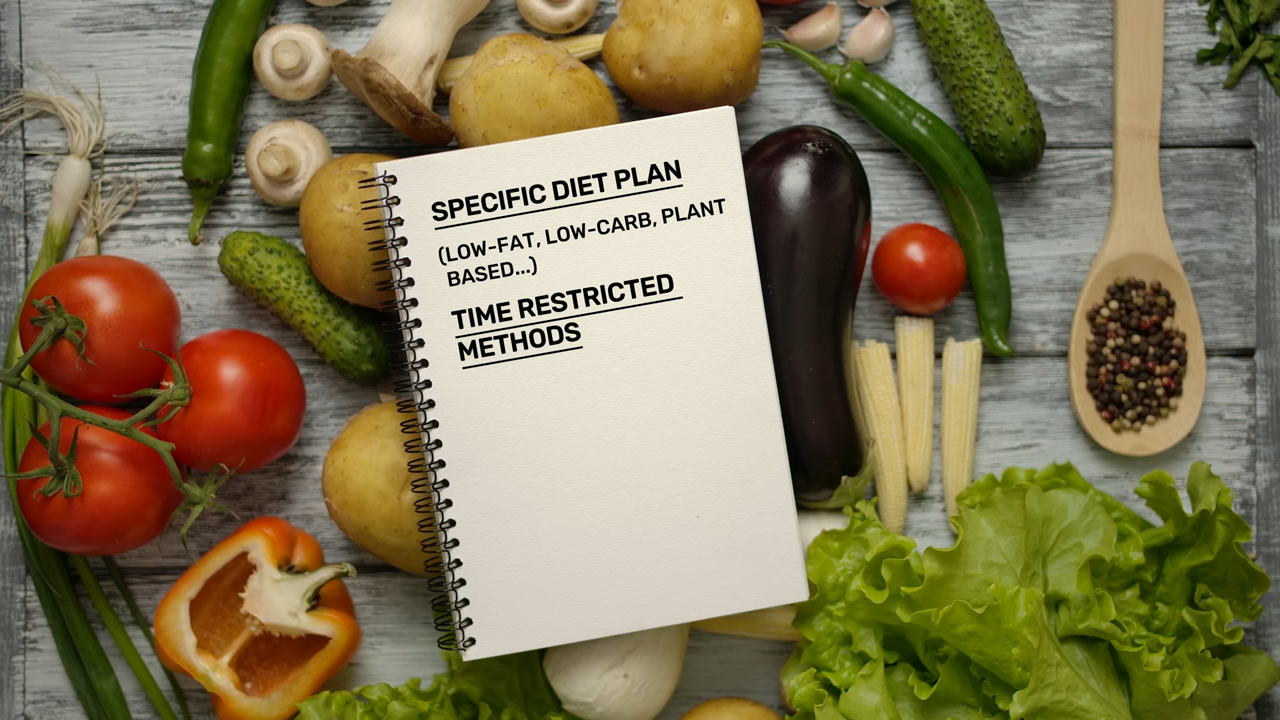 SPECIFIC DIET PLAN
(LOW-FAT, LOW-CARB, PLANT
BASED...)
TIME RESTRICTED
METHODS